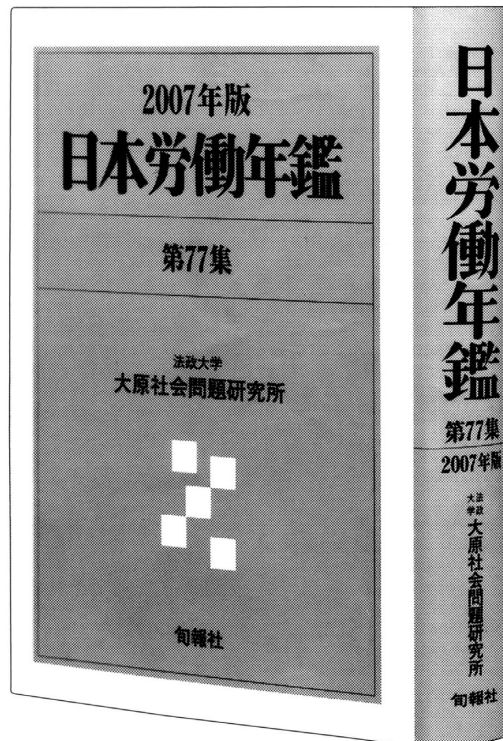 2007年版
日本労働年鑑
第77集
法政大学
大原社会問題研究所
旬報社
日本労働年鑑
第77集
2007年版
法政大学
大原社会問題研究所
旬報社